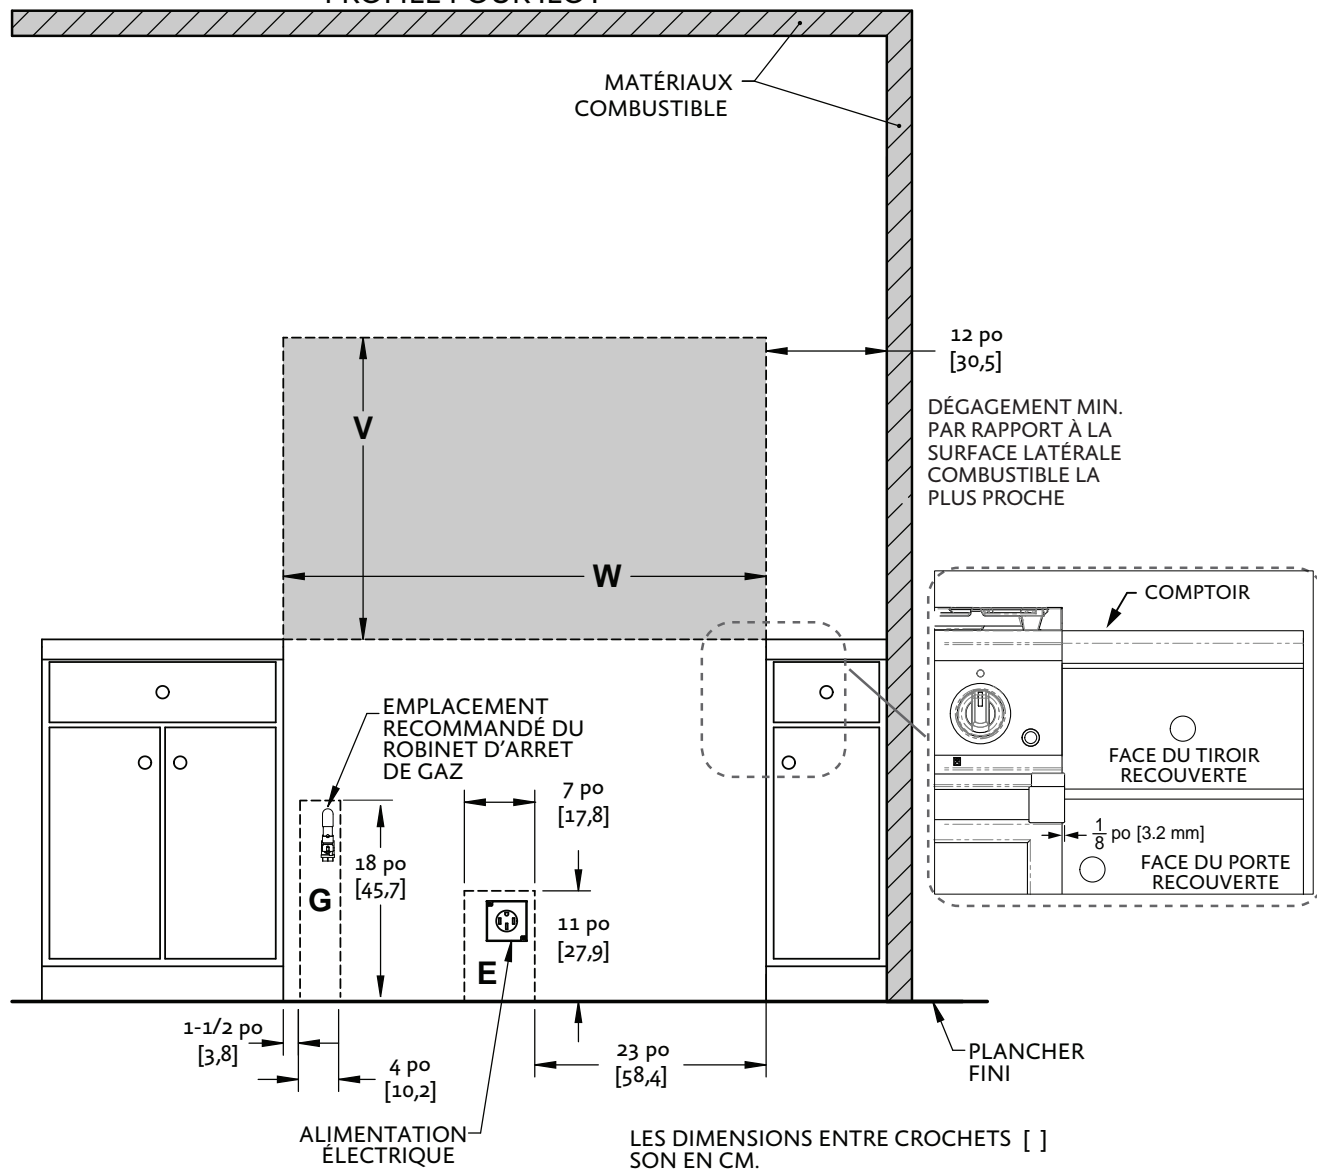 PROFILÉ POUR ILOT
MATÉRIAUX
COMBUSTIBLE
12 po
[30,5]
DÉGAGEMENT MIN.
PAR RAPPORT À LA
SURFACE LATÉRALE
COMBUSTIBLE LA
PLUS PROCHE
V
W
COMPTOIR
FACE DU TIROIR
RECOUVERTE
1/8 po [3.2 mm]
FACE DU PORTE
RECOUVERTE
EMPLACEMENT
RECOMMANDÉ DU
ROBINET D'ARRET
DE GAZ
7 po
[17,8]
18 po
[45,7]
G
11 po
[27,9]
E
1-1/2 po
[3,8]
4 po
[10,2]
23 po
[58,4]
PLANCHER
FINI
ALIMENTATION
ÉLECTRIQUE
LES DIMENSIONS ENTRE CROCHETS [ ]
SON EN CM.